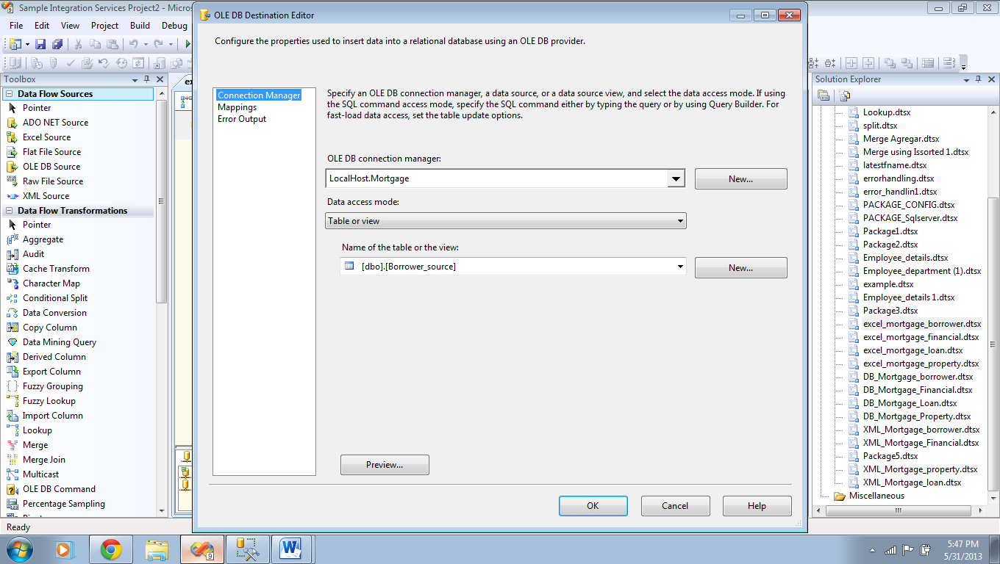 Sample Integration Services Project2 - Micros
File Edit View Project Build Debug
Toolbox
Data Flow Sources
Pointer
ADO NET Source
Excel Source
Flat File Source
OLE DB Source
Raw File Source
XML Source
Data Flow Transformations
Pointer
Aggregate
Audit
Cache Transform
Character Map
Conditional Split
Data Conversion
Copy Column
Data Mining Query
Derived Column
Export Column
Fuzzy Grouping
Fuzzy Lookup
Import Column
Lookup
Merge
Merge Join
Multicast
OLE DB Command
Percentage Sampling
Ready
ex
OLE DB Destination Editor
Configure the properties used to insert data into a relational database using an OLE DB provider.
Connection Manager
Mappings
Error Output
Specify an OLE DB connection manager, a data source, or a data source view, and select the data access mode. If using
the SQL command access mode, specify the SQL command either by typing the query or by using Query Builder. For
fast-load data access, set the table update options.
OLE DB connection manager:
LocalHost.Mortgage New...
Data access mode:
Table or view
Name of the table or the view:
[dbo].[Borrower_source] New...
Preview...
OK Cancel Help
Solution Explorer
Lookup.dtsx
split.dtsx
Merge Agregar.dtsx
Merge using Issorted 1.dtsx
latestfname.dtsx
errorhandling.dtsx
error_handlin1.dtsx
PACKAGE_CONFIG.dtsx
PACKAGE_Sqlserver.dtsx
Package1.dtsx
Package2.dtsx
Employee_details.dtsx
Employee_department (1).dtsx
example.dtsx
Employee_details 1.dtsx
Package3.dtsx
excel_mortgage_borrower.dtsx
excel_mortgage_financial.dtsx
excel_mortgage_loan.dtsx
excel_mortgage_property.dtsx
DB_Mortgage_borrower.dtsx
DB_Mortgage_Financial.dtsx
DB_Mortgage_Loan.dtsx
DB_Mortgage_Property.dtsx
XML_Mortgage_borrower.dtsx
XML_Mortgage_Financial.dtsx
Package5.dtsx
XML_Mortgage_property.dtsx
XML_Mortgage_loan.dtsx
Miscellaneous
5:47 PM
5/31/2013